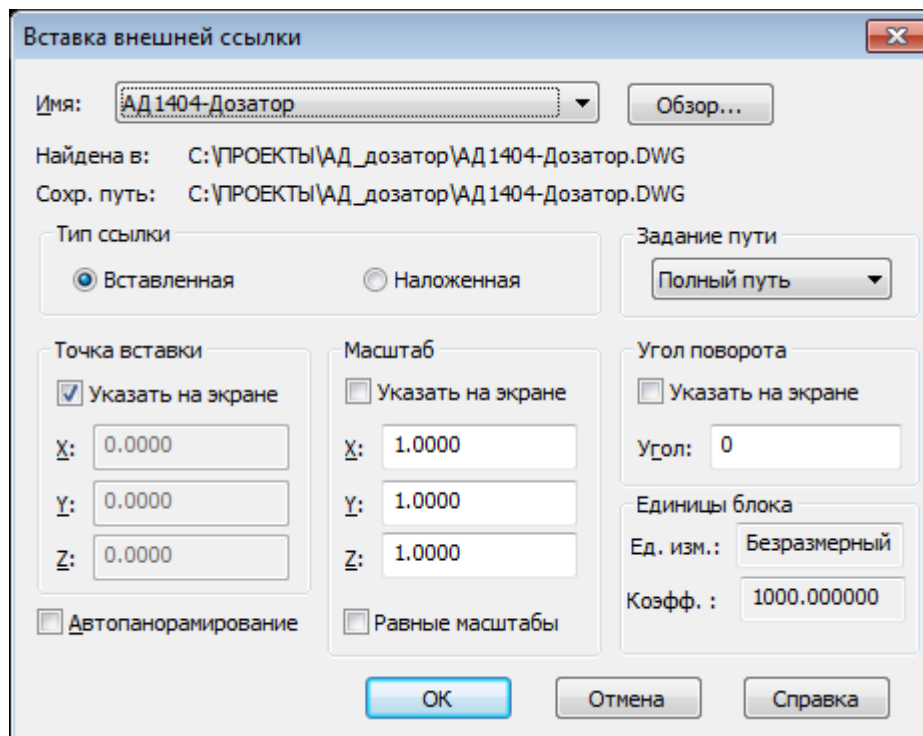 Вставка внешней ссылки
Имя: АД1404-Дозатор Обзор...
Найдена в: C:\ПРОЕКТЫ\АД_дозатор\АД1404-Дозатор.DWG
Сохр. путь: C:\ПРОЕКТЫ\АД_дозатор\АД1404-Дозатор.DWG
Тип ссылки
Вставленная Наложенная
Задание пути
Полный путь
Точка вставки
Указать на экране
X: 0.0000
Y: 0.0000
Z: 0.0000
Автопанорамирование
Масштаб
Указать на экране
X: 1.0000
Y: 1.0000
Z: 1.0000
Равные масштабы
Угол поворота
Указать на экране
Угол: 0
Единицы блока
Ед. изм.: Безразмерный
Коэфф. : 1000.000000
ОК Отмена Справка